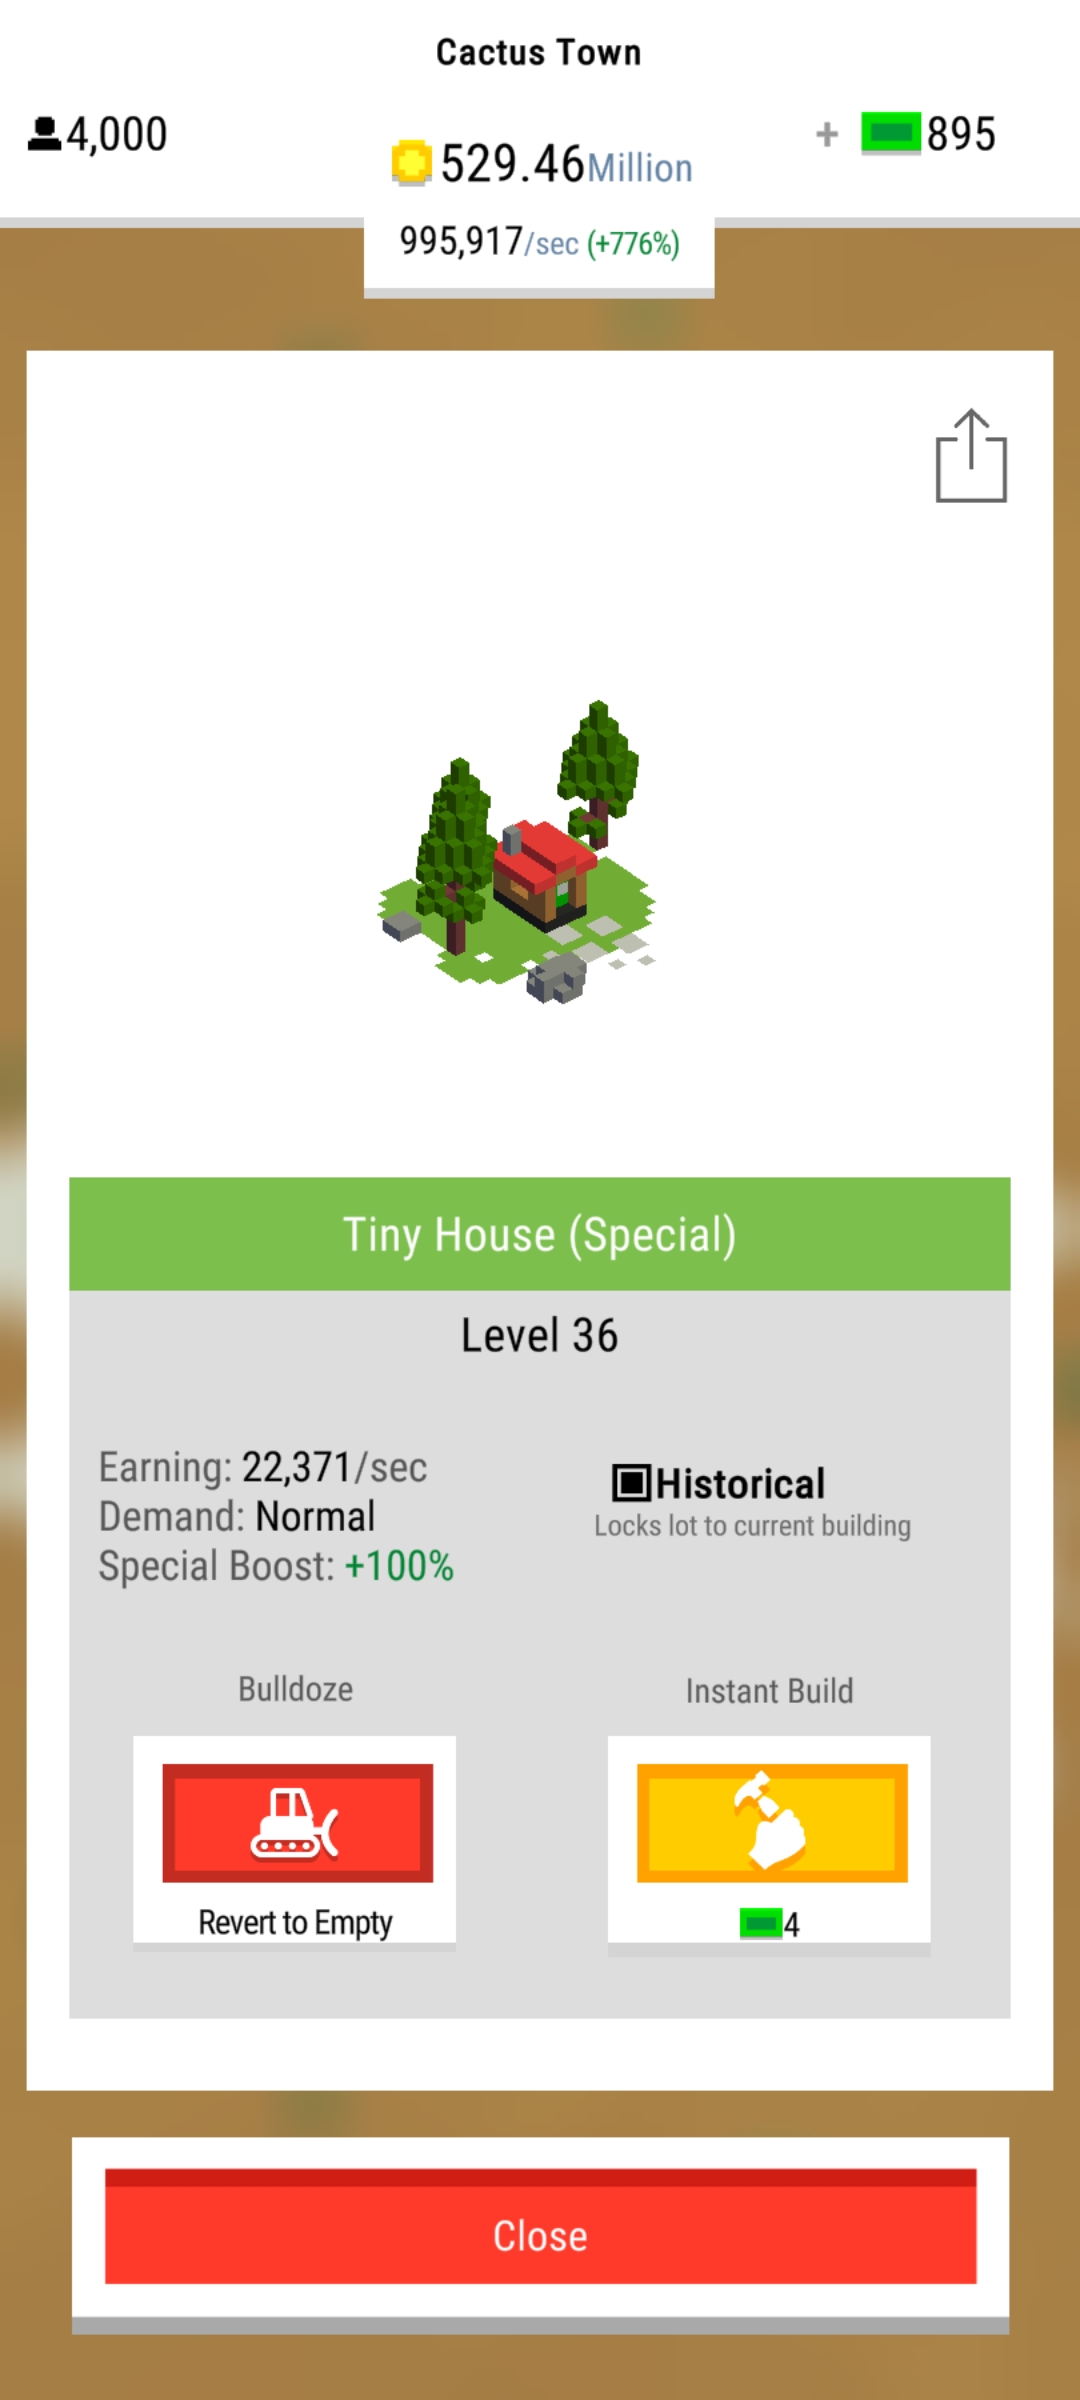 Cactus Town
4,000
529.46 Million
+ 895
995,917/sec (+776%)
Tiny House (Special)
Level 36
Earning: 22,371/sec
Demand: Normal
Special Boost: +100%
Historical
Locks lot to current building
Bulldoze
Revert to Empty
Instant Build
4
Close